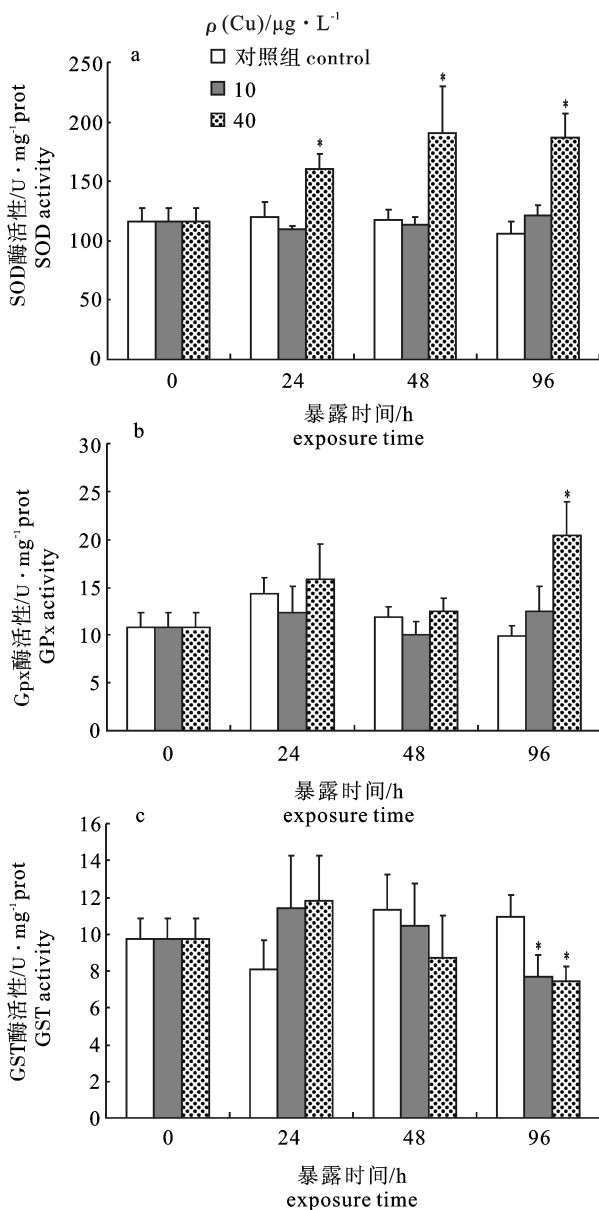 ρ (Cu)/μg · L⁻¹
a
对照组 control
10
40
SOD酶活性/U · mg⁻¹prot
SOD activity
250
200
150
100
50
0
*
*
*
0 24 48 96
暴露时间/h
exposure time
b
Gpx酶活性/U · mg⁻¹prot
GPx activity
30
25
20
15
10
5
0
*
0 24 48 96
暴露时间/h
exposure time
c
GST酶活性/U · mg⁻¹prot
GST activity
16
14
12
10
8
6
4
2
0
* *
0 24 48 96
暴露时间/h
exposure time